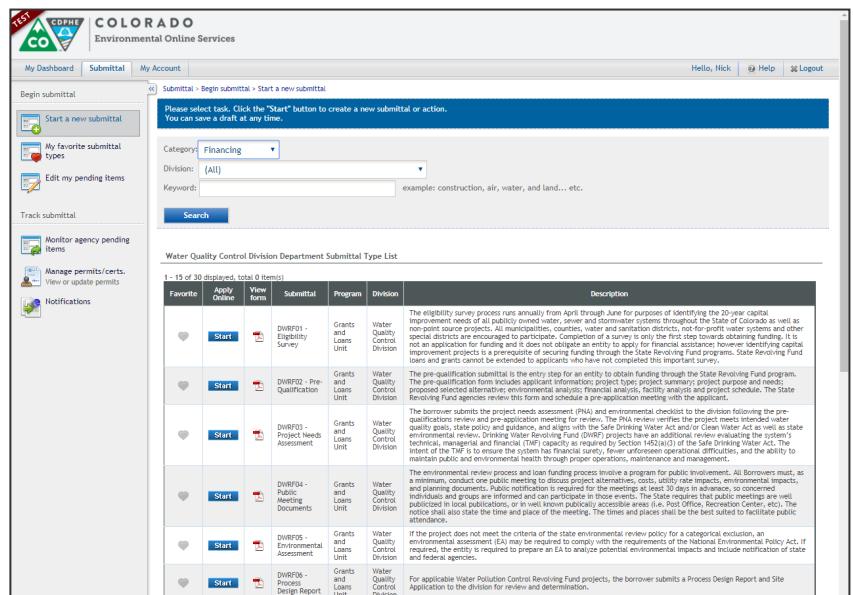 TEST
CDPHE
CO
COLORADO
Environmental Online Services
My Dashboard Submittal My Account Hello, Nick Help Logout
Begin submittal
Start a new submittal
My favorite submittal
types
Edit my pending items
Track submittal
Monitor agency pending
items
Manage permits/certs.
View or update permits
Notifications
Submittal > Begin submittal > Start a new submittal
Please select task. Click the "Start" button to create a new submittal or action.
You can save a draft at any time.
Category: Financing
Division: (All)
Keyword: example: construction, air, water, and land... etc.
Search
Water Quality Control Division Department Submittal Type List
1 - 15 of 30 displayed, total 0 item(s)
Favorite Apply Online View form Submittal Program Division Description
Start
DWRF01 -
Eligibility
Survey
Grants
and
Loans
Unit
Water
Quality
Control
Division
The eligibility survey process runs annually from April through June for purposes of identifying the 20-year capital
improvement needs of all publicly owned water, sewer and stormwater systems throughout the State of Colorado as well as
non-point source projects. All municipalities, counties, water and sanitation districts, not-for-profit water systems and other
special districts are encouraged to participate. Completion of a survey is only the first step towards obtaining funding. It is
not an application for funding and it does not obligate an entity to apply for financial assistance; however identifying capital
improvement projects is a prerequisite of securing funding through the State Revolving Fund programs. State Revolving Fund
loans and grants cannot be extended to applicants who have not completed this important survey.
Start
DWRF02 - Pre-
Qualification
Grants
and
Loans
Unit
Water
Quality
Control
Division
The pre-qualification submittal is the entry step for an entity to obtain funding through the State Revolving Fund program.
The pre-qualification form includes applicant information; project type; project summary; project purpose and needs;
proposed selected alternative; environmental analysis; financial analysis, facility analysis and project schedule. The State
Revolving Fund agencies review this form and schedule a pre-application meeting with the applicant.
Start
DWRF03 -
Project Needs
Assessment
Grants
and
Loans
Unit
Water
Quality
Control
Division
The borrower submits the project needs assessment (PNA) and environmental checklist to the division following the pre-
qualifications review and pre-application meeting for review. The PNA review verifies the project meets intended water
quality goals, state policy and guidance, and aligns with the Safe Drinking Water Act and/or Clean Water Act as well as state
environmental review. Drinking Water Revolving Fund (DWRF) projects have an additional review evaluating the system's
technical, managerial and financial (TMF) capacity as required by Section 1452(a)(3) of the Safe Drinking Water Act. The
intent of the TMF is to ensure the system has financial surety, fewer unforeseen operational difficulties, and the ability to
maintain public and environmental health through proper operations, maintenance and management.
Start
DWRF04 -
Public
Meeting
Documents
Grants
and
Loans
Unit
Water
Quality
Control
Division
The environmental review process and loan funding process involve a program for public involvement. All Borrowers must, as
a minimum, conduct one public meeting to discuss project alternatives, costs, utility rate impacts, environmental impacts,
and planning documents. Public notification is required for the meetings at least 30 days in advanace, so concerned
individuals and groups are informed and can participate in those events. The State requires that public meetings are well
publicized in local publications, or in well known publically accessible areas (i.e. Post Office, Recreation Center, etc). The
notice shall also state the time and place of the meeting. The times and places shall be the best suited to facilitate public
attendance.
Start
DWRF05 -
Environmental
Assessment
Grants
and
Loans
Unit
Water
Quality
Control
Division
If the project does not meet the criteria of the state environmental review policy for a categorical exclusion, an
environmental assessment (EA) may be required to comply with the requirements of the National Environmental Policy Act. If
required, the entity is required to prepare an EA to analyze potential environmental impacts and include notification of state
and federal agencies.
Start
DWRF06 -
Process
Design Report
Grants
and
Loans
Unit
Water
Quality
Control
Division
For applicable Water Pollution Control Revolving Fund projects, the borrower submits a Process Design Report and Site
Application to the division for review and determination.